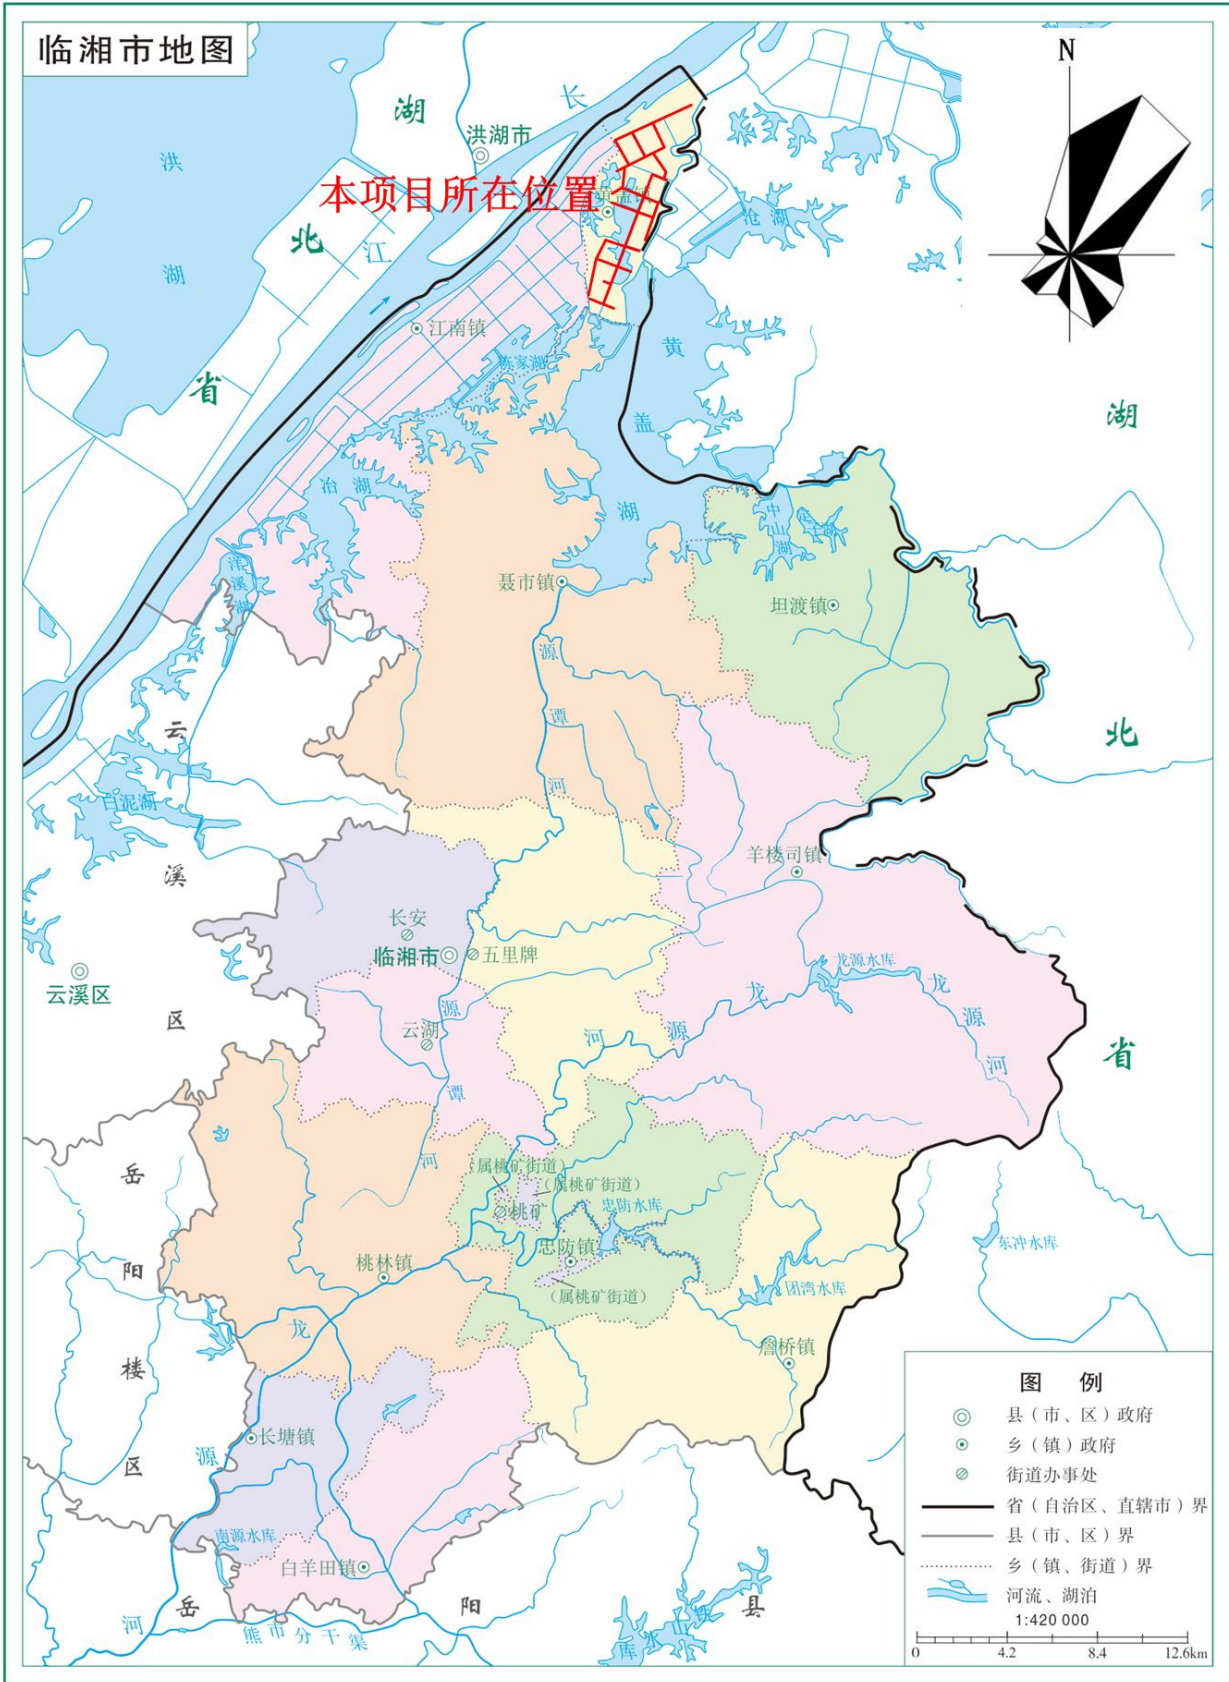 临湘市地图
N
长
湖
洪湖市
洪
本项目所在位置
黄盖镇
沧湖
北
江
湖
江南镇
陈家湖
黄
省
湖
盖
冶湖
湖
中山湖
洋溪湖
聂市镇
坦渡镇
源
云
潭
北
河
白泥湖
羊楼司镇
溪
长安
临湘市
五里牌
龙源水库
云溪区
源
龙
龙
区
云湖
河
源
源
省
河
潭
岳
河
(属桃矿街道)
(属桃矿街道)
桃矿
忠防水库
忠防镇
东冲水库
阳
桃林镇
(属桃矿街道)
团湾水库
龙
楼
詹桥镇
图 例
县（市、区）政府
长塘镇
乡（镇）政府
源
区
街道办事处
省（自治区、直辖市）界
南源水库
县（市、区）界
白羊田镇
乡（镇、街道）界
河流、湖泊
岳
阳
县
河
熊市分干渠
1:420 000
0 4.2 8.4 12.6km